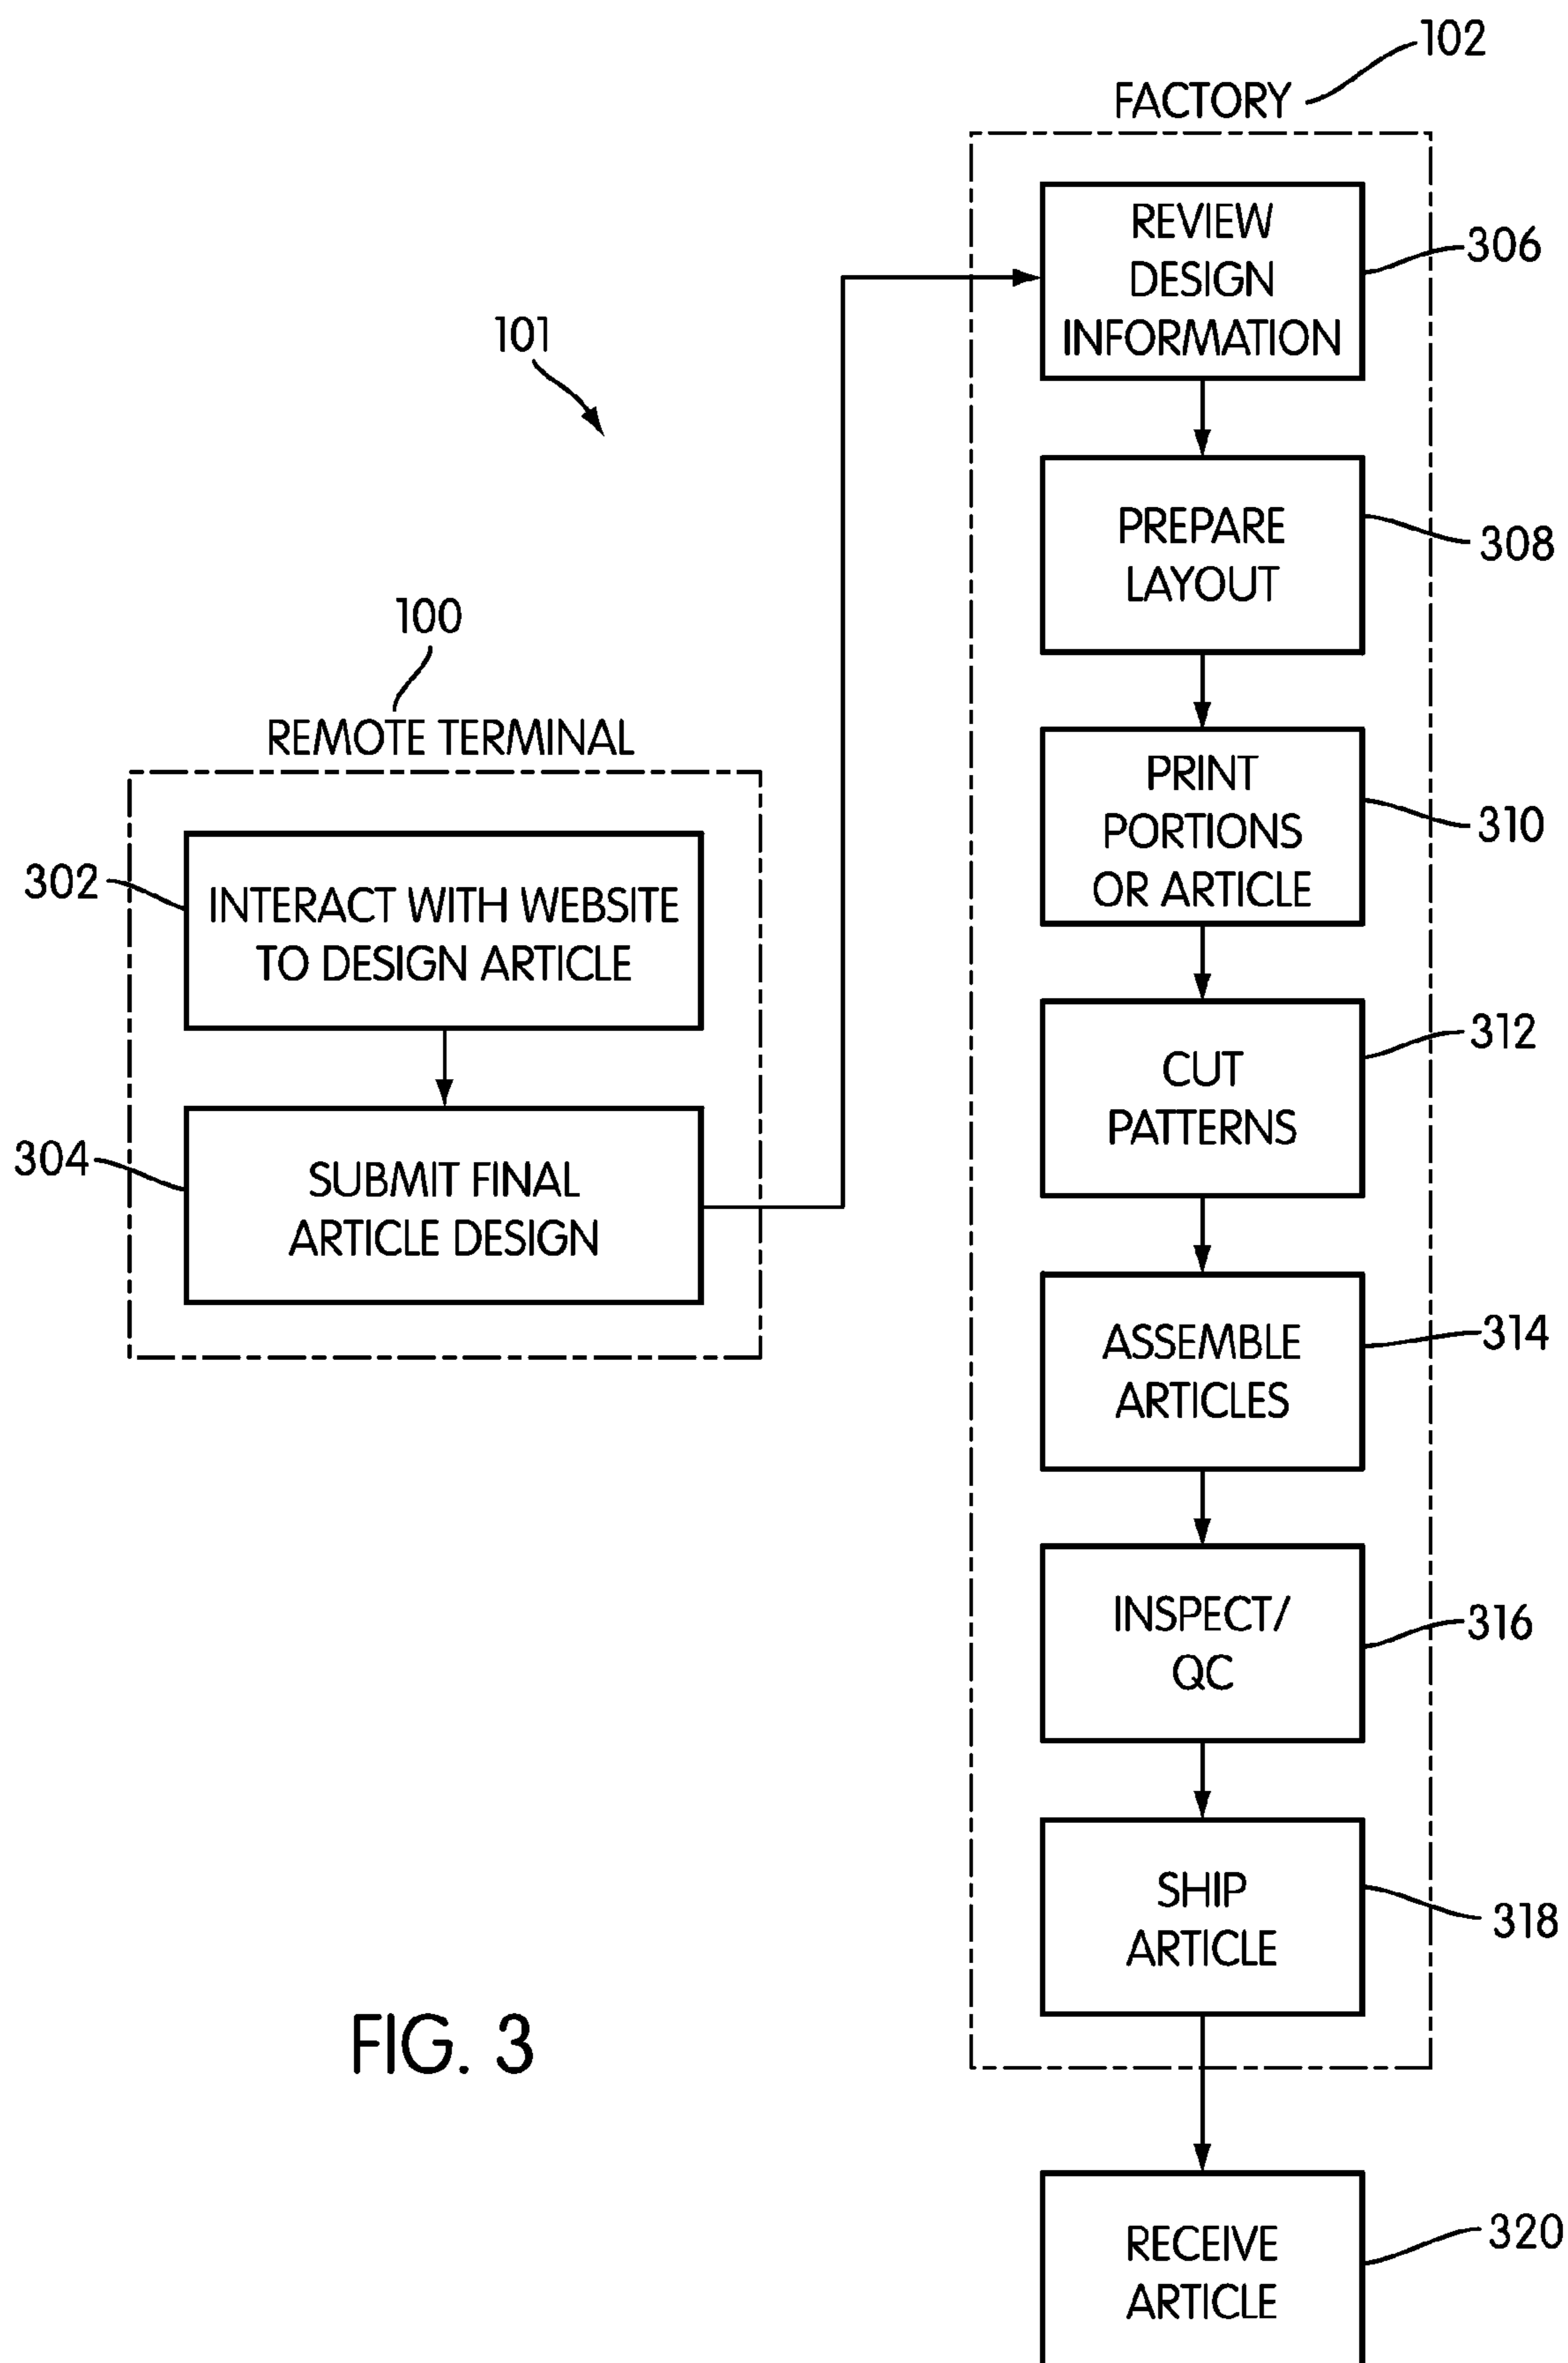 102
FACTORY
REVIEW
DESIGN
INFORMATION
306
101
PREPARE
LAYOUT
308
100
REMOTE TERMINAL
PRINT
PORTIONS
OR ARTICLE
310
302
INTERACT WITH WEBSITE
TO DESIGN ARTICLE
CUT
PATTERNS
312
304
SUBMIT FINAL
ARTICLE DESIGN
ASSEMBLE
ARTICLES
314
INSPECT/
QC
316
SHIP
ARTICLE
318
FIG. 3
RECEIVE
ARTICLE
320